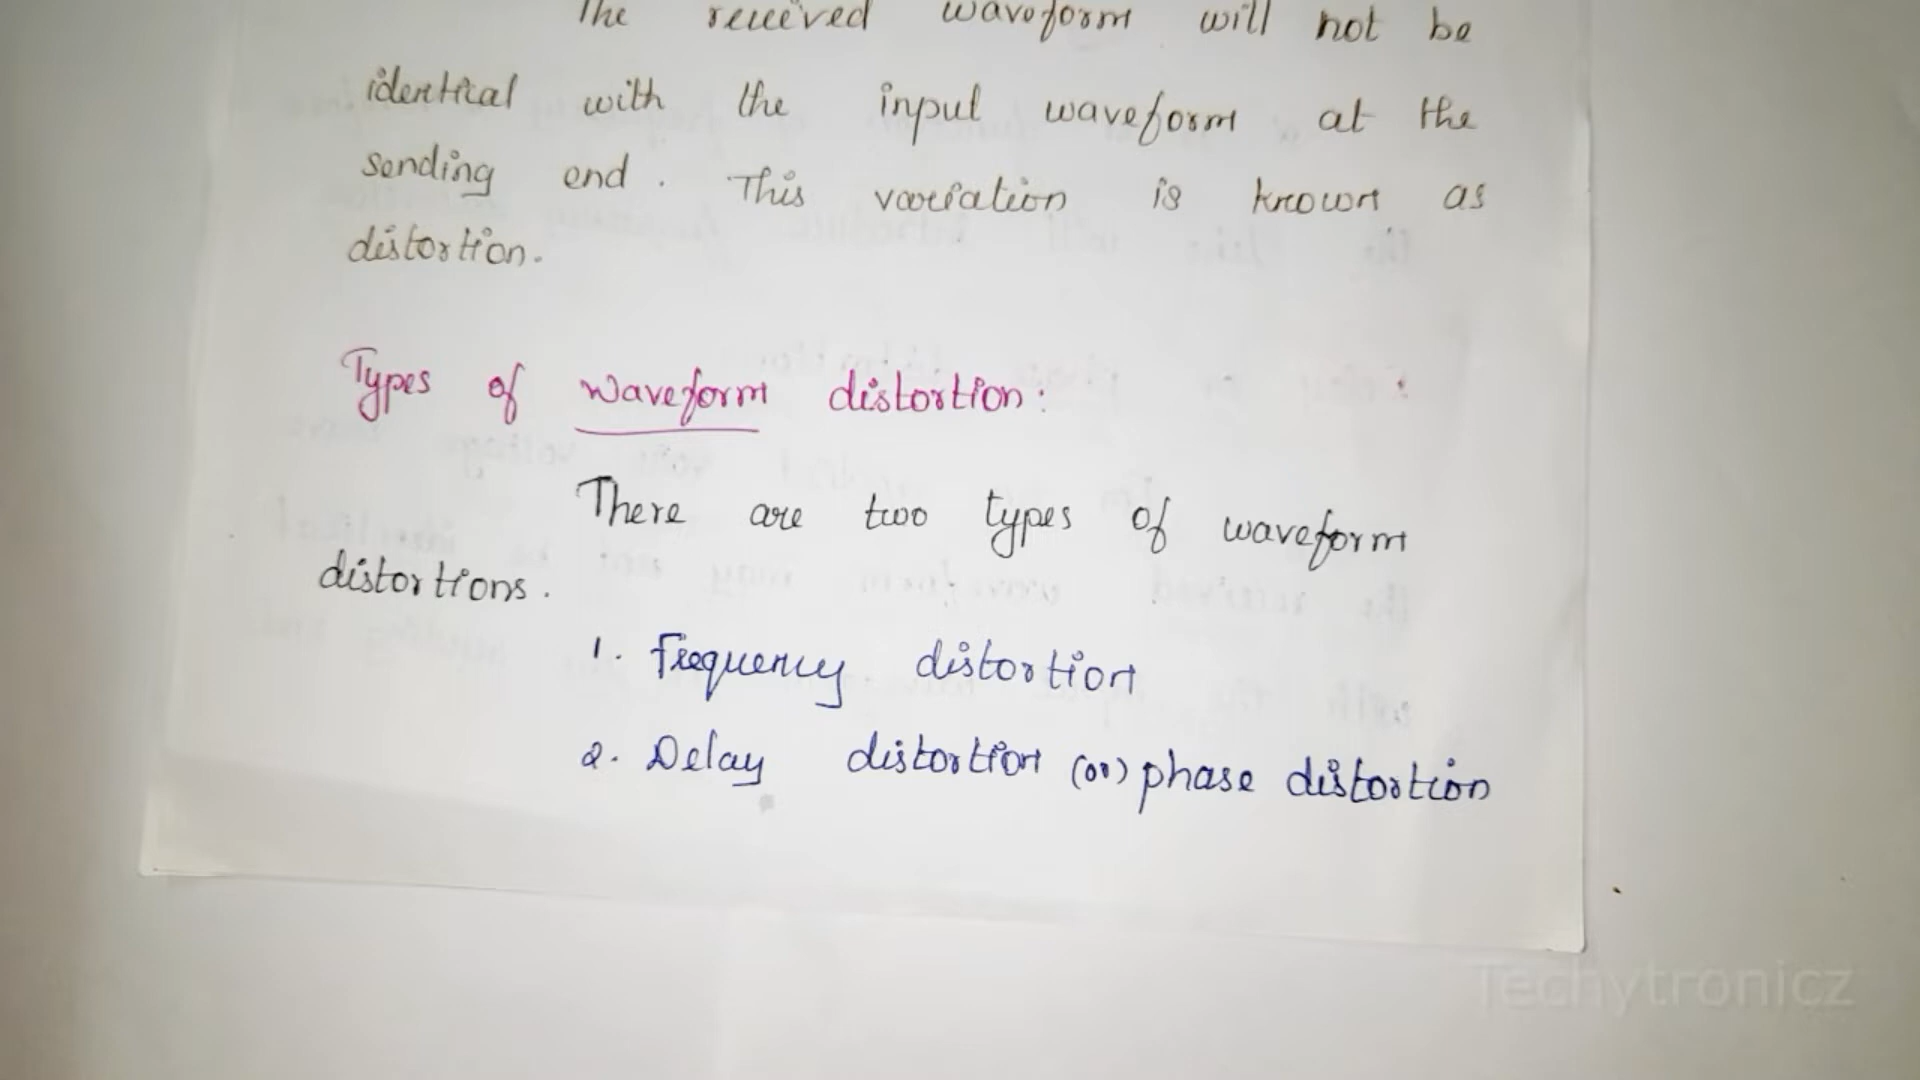 The received waveform will not be
identical with the input waveform at the
sending end. This variation is known as
distortion.
Types of waveform distortion:
There are two types of waveform
distortions.
1. Frequency distortion
2. Delay distortion (or) phase distortion
Techytronicz